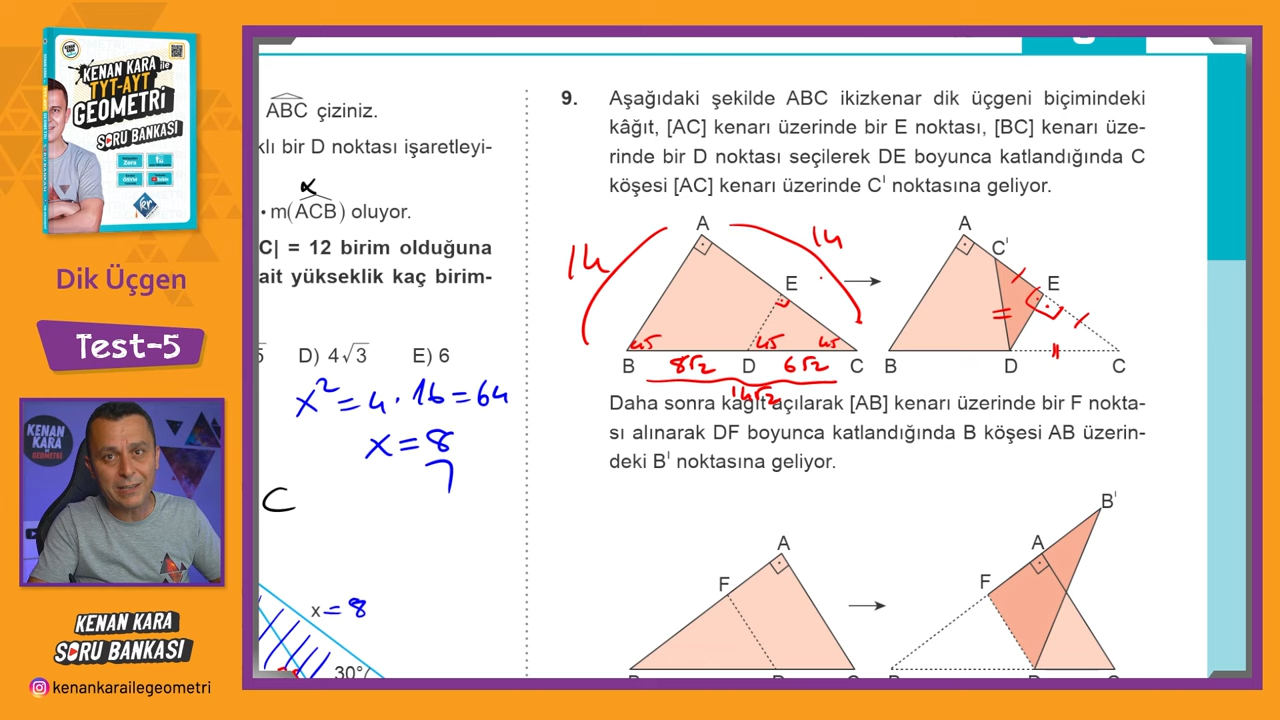 KENAN KARA ile
TYT-AYT
GEOMETRİ
SORU BANKASI
Dik Üçgen
Test-5
KENAN KARA
ile
GEOMETRİ
KENAN KARA
SORU BANKASI
kenankarailegeometri
ABC çiziniz.
klı bir D noktası işaretleyi-
α
• m(ACB) oluyor.
C| = 12 birim olduğuna
ait yükseklik kaç birim-
D) 4√3 E) 6
x² = 4 · 16 = 64
x = 8
C
x = 8
30°
9. Aşağıdaki şekilde ABC ikizkenar dik üçgeni biçimindeki
kâğıt, [AC] kenarı üzerinde bir E noktası, [BC] kenarı üze-
rinde bir D noktası seçilerek DE boyunca katlandığında C
köşesi [AC] kenarı üzerinde C' noktasına geliyor.
A
14 14
E
45 45 45
B 8√2 D 6√2 C
14√2
A
C'
E
B D C
Daha sonra kağıt açılarak [AB] kenarı üzerinde bir F nokta-
sı alınarak DF boyunca katlandığında B köşesi AB üzerin-
deki B' noktasına geliyor.
A
F
B'
A
F